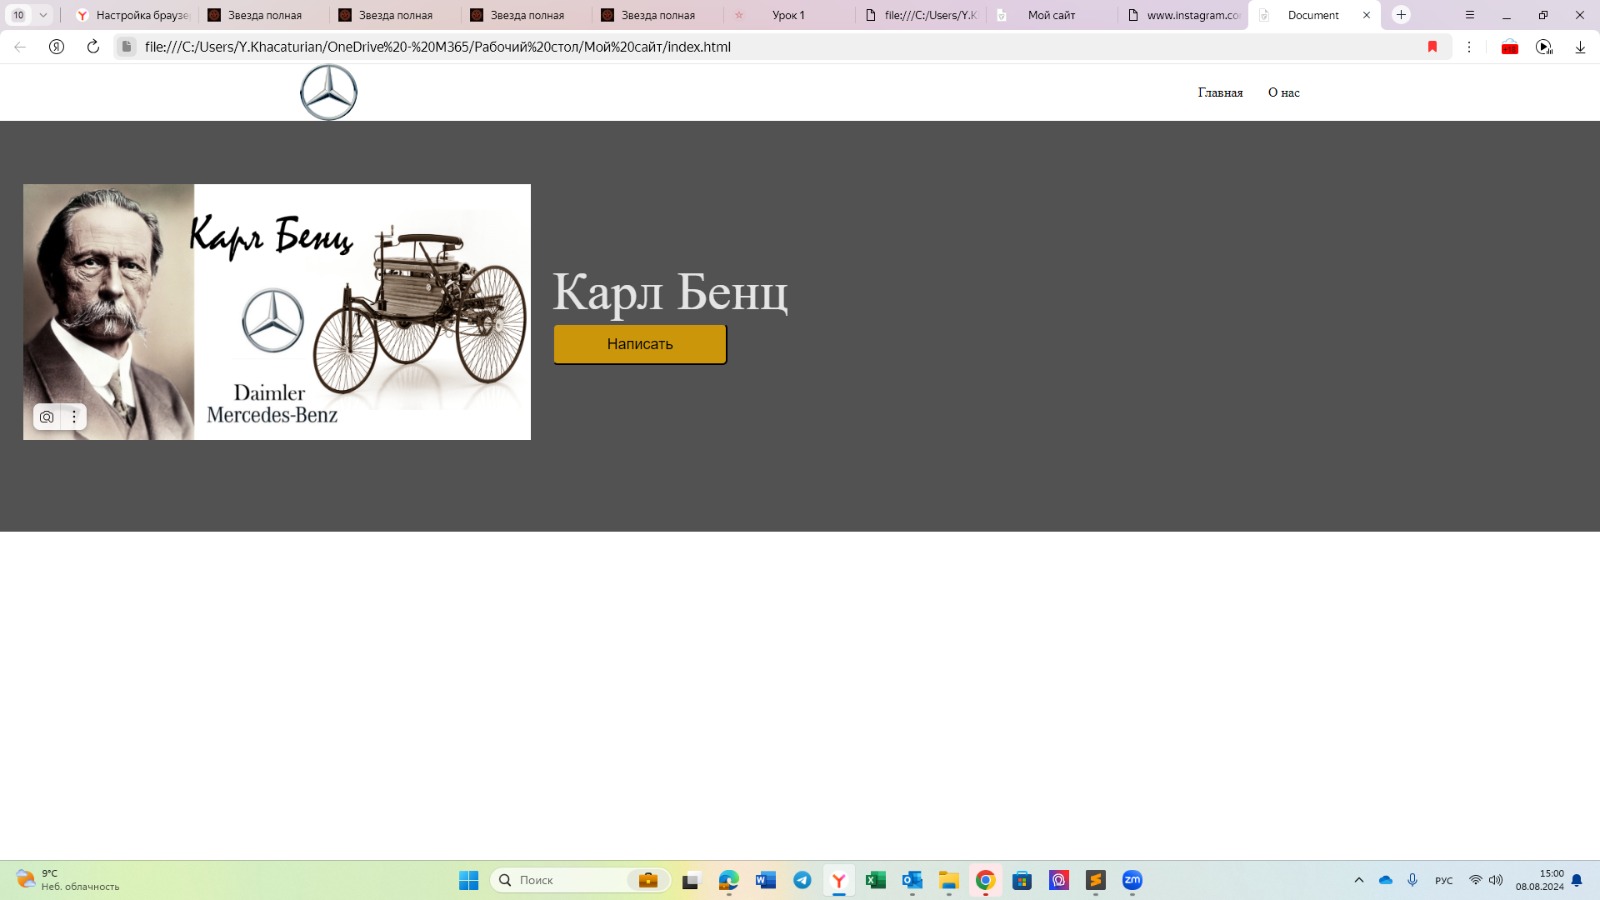 10
Настройка браузе
Звезда полная
Звезда полная
Звезда полная
Звезда полная
Урок 1
file:///C:/Users/Y.K
Мой сайт
www.instagram.co
Document
file:///C:/Users/Y.Khacaturian/OneDrive%20-%20M365/Рабочий%20стол/Мой%20сайт/index.html
Главная
О нас
Карл Бенц
Daimler
Mercedes-Benz
Карл Бенц
Написать
9°C
Неб. облачность
Поиск
zm
РУС
15:00
08.08.2024